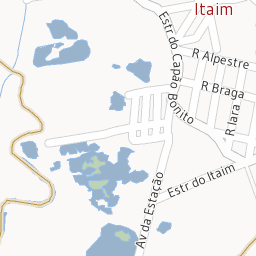 Itaim
Estr do Capão Bonito
R Alpestre
R Braga
R Iara
Estr do Itaim
Av da Estação